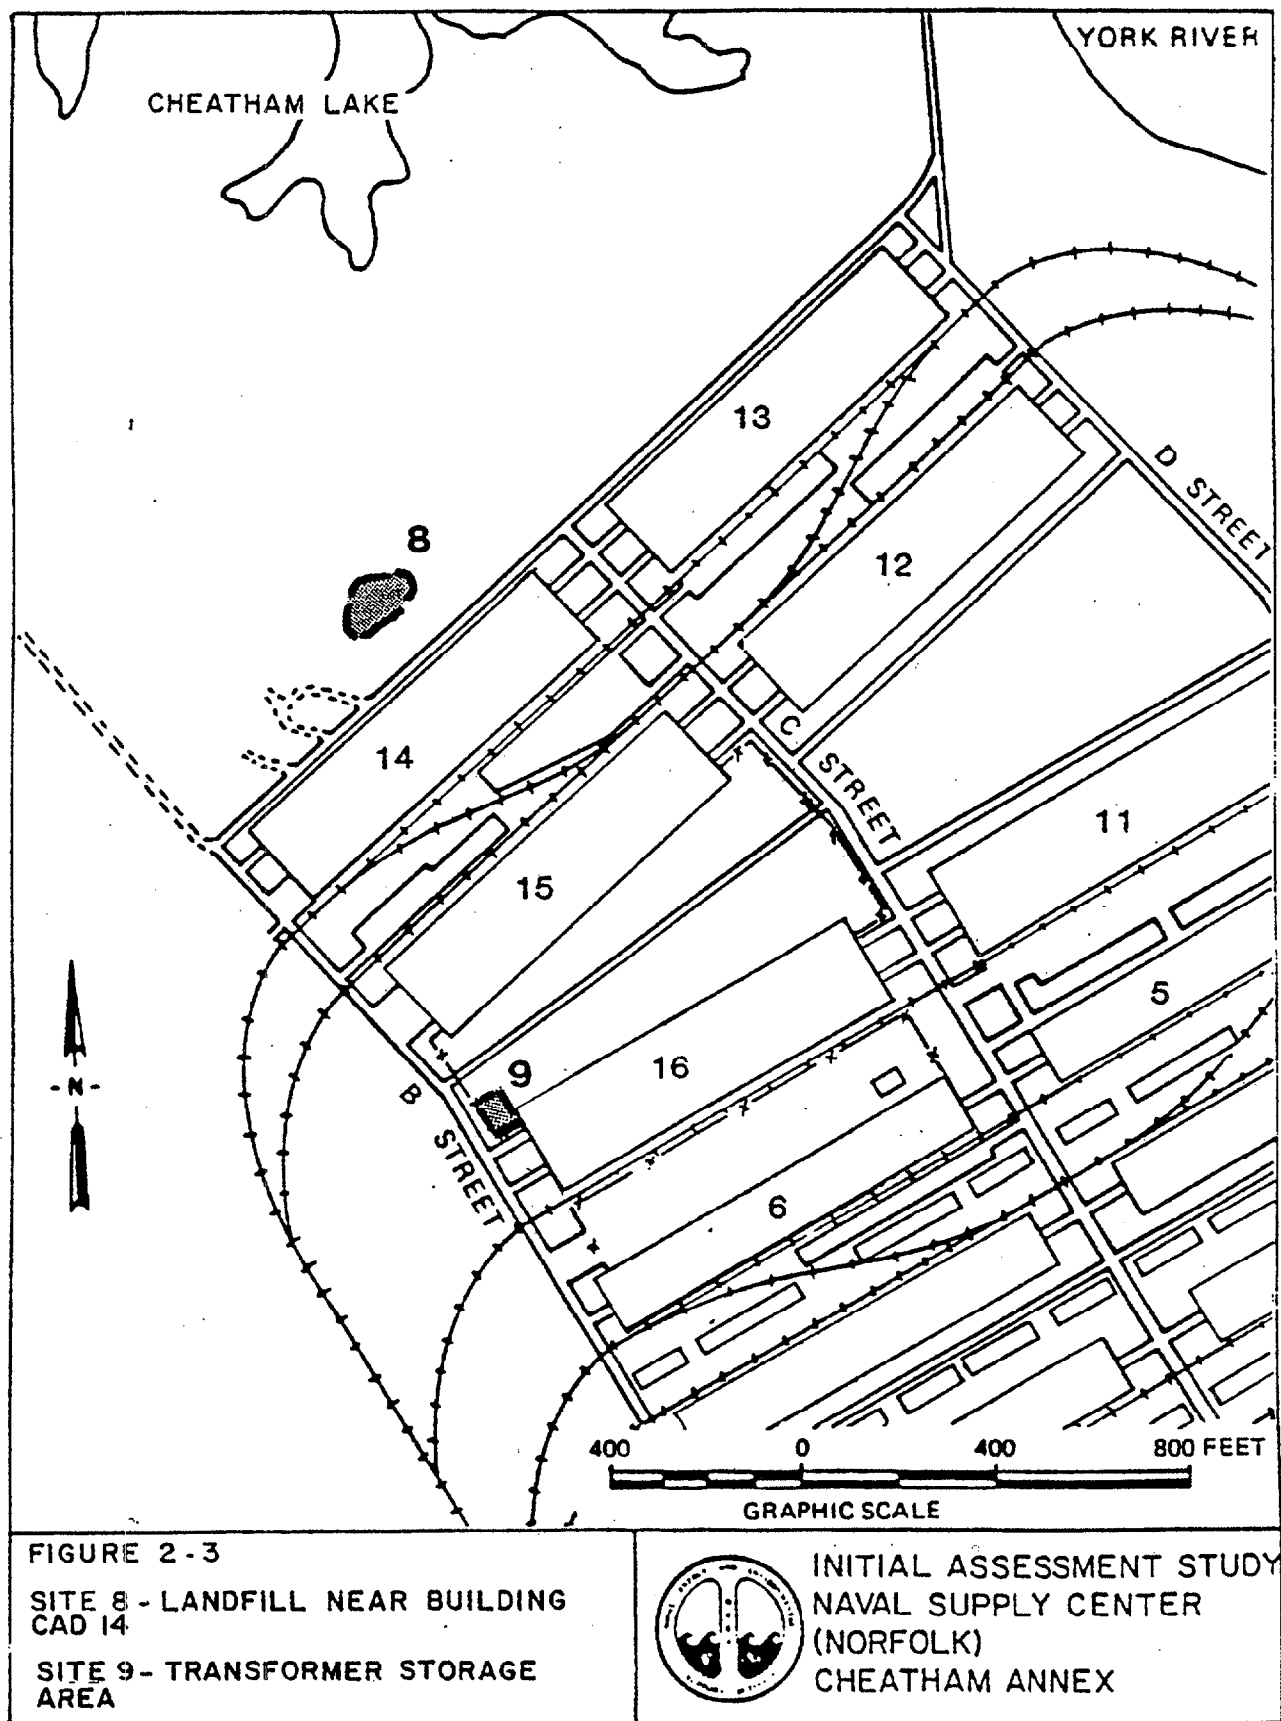 YORK RIVER
CHEATHAM LAKE
13
D STREET
8
12
14
C STREET
11
15
5
9
16
- N -
B STREET
6
400 0 400 800 FEET
GRAPHIC SCALE
FIGURE 2-3
SITE 8 - LANDFILL NEAR BUILDING
CAD 14
SITE 9 - TRANSFORMER STORAGE
AREA
INITIAL ASSESSMENT STUDY
NAVAL SUPPLY CENTER
(NORFOLK)
CHEATHAM ANNEX